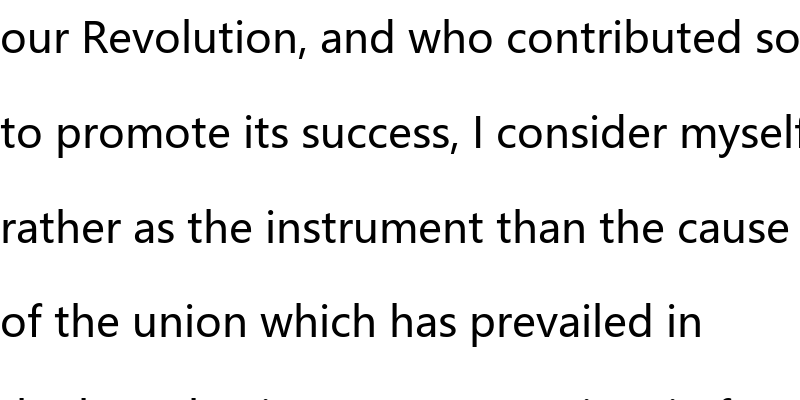 our Revolution, and who contributed so
to promote its success, I consider myself
rather as the instrument than the cause
of the union which has prevailed in